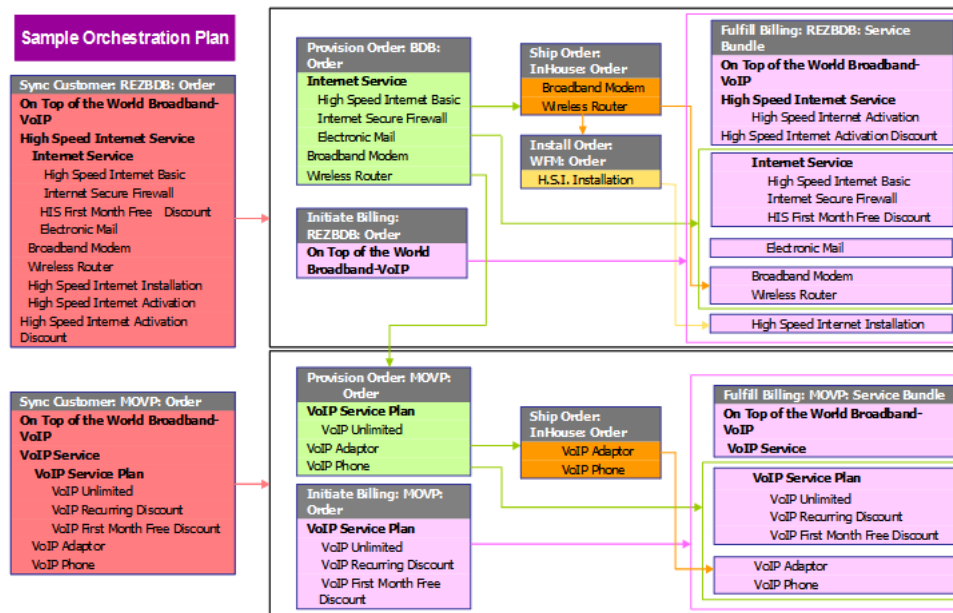 Sample Orchestration Plan
Sync Customer: REZBDB: Order
On Top of the World Broadband-
VoIP
High Speed Internet Service
Internet Service
High Speed Internet Basic
Internet Secure Firewall
HIS First Month Free Discount
Electronic Mail
Broadband Modem
Wireless Router
High Speed Internet Installation
High Speed Internet Activation
High Speed Internet Activation
Discount
Provision Order: BDB:
Order
Internet Service
High Speed Internet Basic
Internet Secure Firewall
Electronic Mail
Broadband Modem
Wireless Router
Initiate Billing:
REZBDB: Order
On Top of the World
Broadband-VoIP
Ship Order:
InHouse: Order
Broadband Modem
Wireless Router
Install Order:
WFM: Order
H.S.I. Installation
Fulfill Billing: REZBDB: Service
Bundle
On Top of the World Broadband-
VoIP
High Speed Internet Service
High Speed Internet Activation
High Speed Internet Activation Discount
Internet Service
High Speed Internet Basic
Internet Secure Firewall
HIS First Month Free Discount
Electronic Mail
Broadband Modem
Wireless Router
High Speed Internet Installation
Sync Customer: MOVP: Order
On Top of the World Broadband-
VoIP
VoIP Service
VoIP Service Plan
VoIP Unlimited
VoIP Recurring Discount
VoIP First Month Free Discount
VoIP Adaptor
VoIP Phone
Provision Order: MOVP:
Order
VoIP Service Plan
VoIP Unlimited
VoIP Adaptor
VoIP Phone
Initiate Billing: MOVP:
Order
VoIP Service Plan
VoIP Unlimited
VoIP Recurring Discount
VoIP First Month Free
Discount
Ship Order:
InHouse: Order
VoIP Adaptor
VoIP Phone
Fulfill Billing: MOVP: Service Bundle
On Top of the World Broadband-
VoIP
VoIP Service
VoIP Service Plan
VoIP Unlimited
VoIP Recurring Discount
VoIP First Month Free Discount
VoIP Adaptor
VoIP Phone